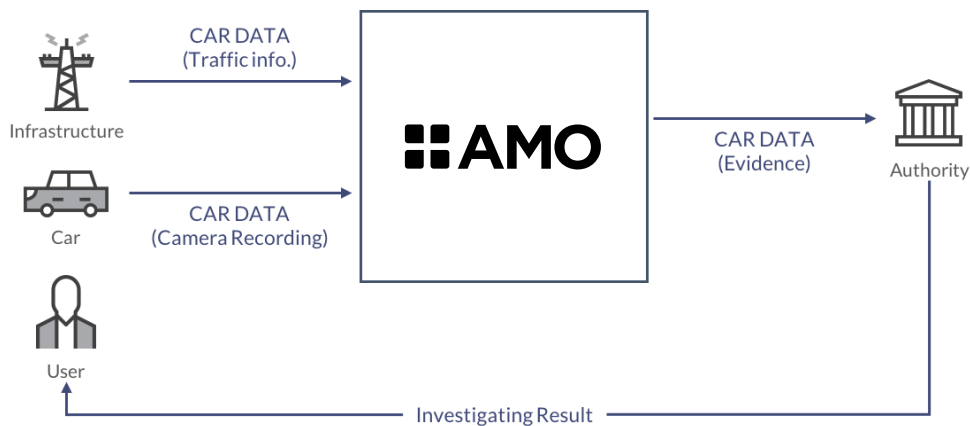 CAR DATA
(Traffic info.)
Infrastructure
CAR DATA
(Camera Recording)
Car
User
AMO
CAR DATA
(Evidence)
Authority
Investigating Result